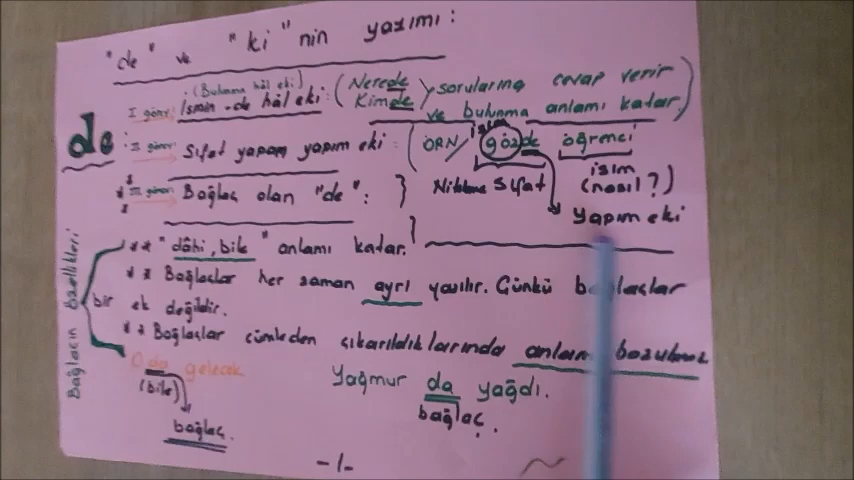 "de" ve "ki"nin yazımı:
(Bulunma hâl eki)
de
I. görev: İsmin -de hâl eki: (Nerede Kimde) sorularına cevap verir
ve bulunma anlamı katar.)
II. görev: Sıfat yapan yapım eki: (ÖRN/ gözde öğrenci
isim
Niteleme Sıfat
isim
(nasıl?)
yapım eki
III. görev: Bağlaç olan "de":
Bağlacın özellikleri
** "dâhi, bile" anlamı katar.
** Bağlaçlar her zaman ayrı yazılır. Çünkü bağlaçlar
bir ek değildir.
** Bağlaçlar cümleden çıkarıldıklarında anlam bozulmaz
O da gelecek
(bile)
bağlaç.
Yağmur da yağdı.
bağlaç.
-1-